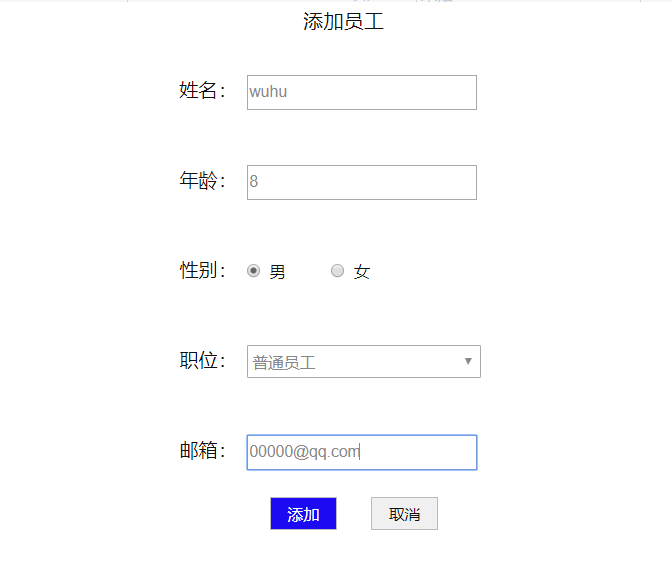 添加员工
姓名： wuhu
年龄： 8
性别： 男 女
职位： 普通员工
邮箱： 00000@qq.com
添加 取消